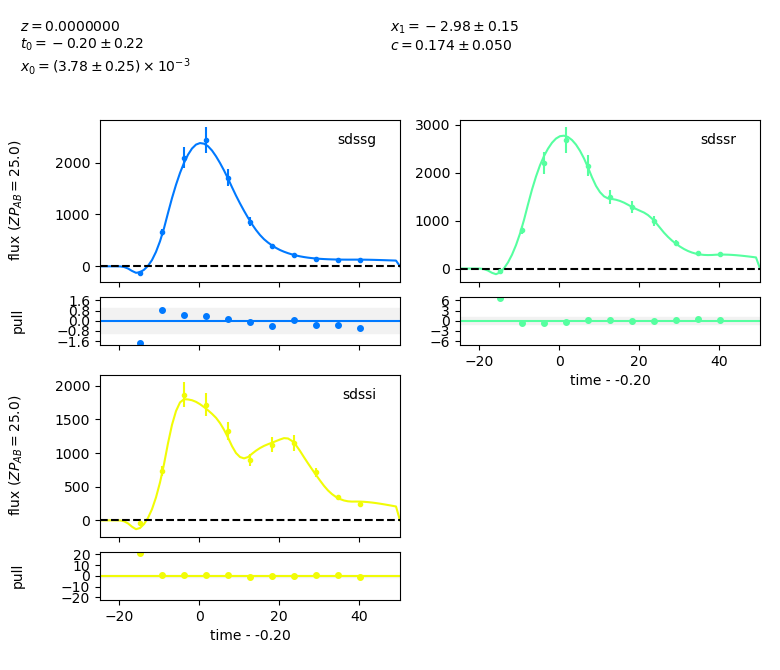 z = 0.0000000
t₀ = −0.20 ± 0.22
x₀ = (3.78 ± 0.25) × 10⁻³
x₁ = −2.98 ± 0.15
c = 0.174 ± 0.050
flux (ZP_AB = 25.0)
2000
1000
0
sdssg
3000
2000
1000
0
sdssr
pull
1.6
0.8
0.0
−0.8
−1.6
6
3
0
−3
−6
−20 0 20 40
time - -0.20
flux (ZP_AB = 25.0)
2000
1500
1000
500
0
sdssi
pull
20
10
0
−10
−20
−20 0 20 40
time - -0.20